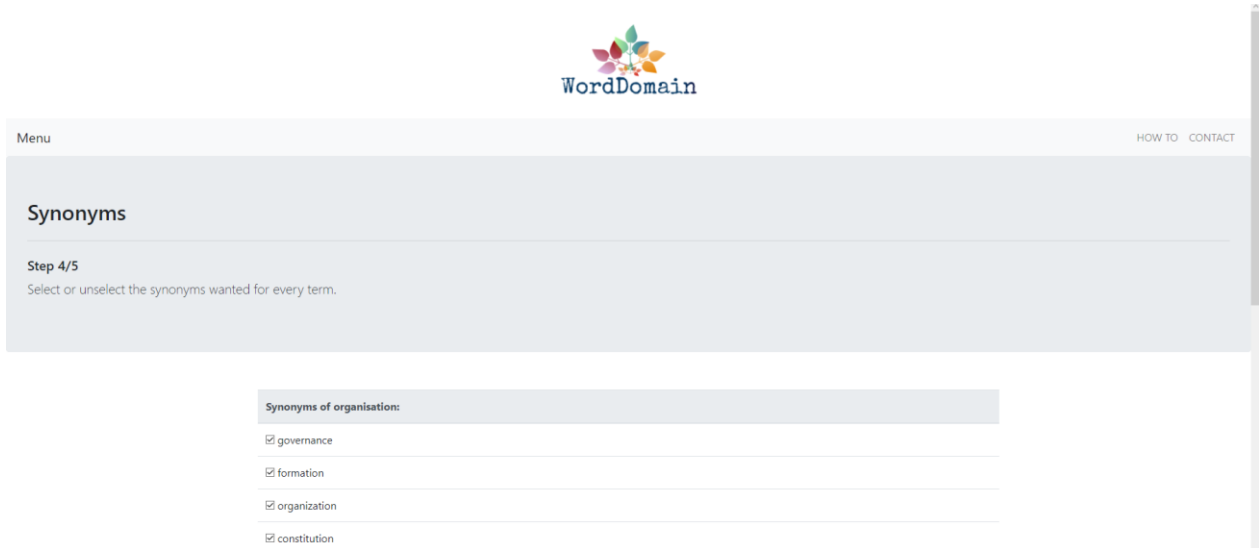 WordDomain
Menu HOW TO CONTACT
Synonyms
Step 4/5
Select or unselect the synonyms wanted for every term.
Synonyms of organisation:
governance
formation
organization
constitution